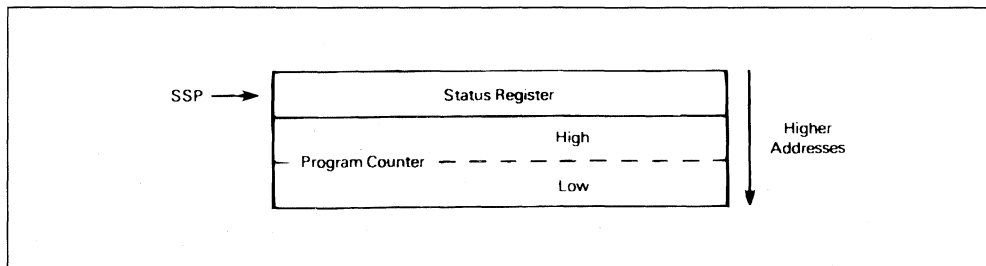 SSP
Status Register
High
Program Counter
Low
Higher
Addresses